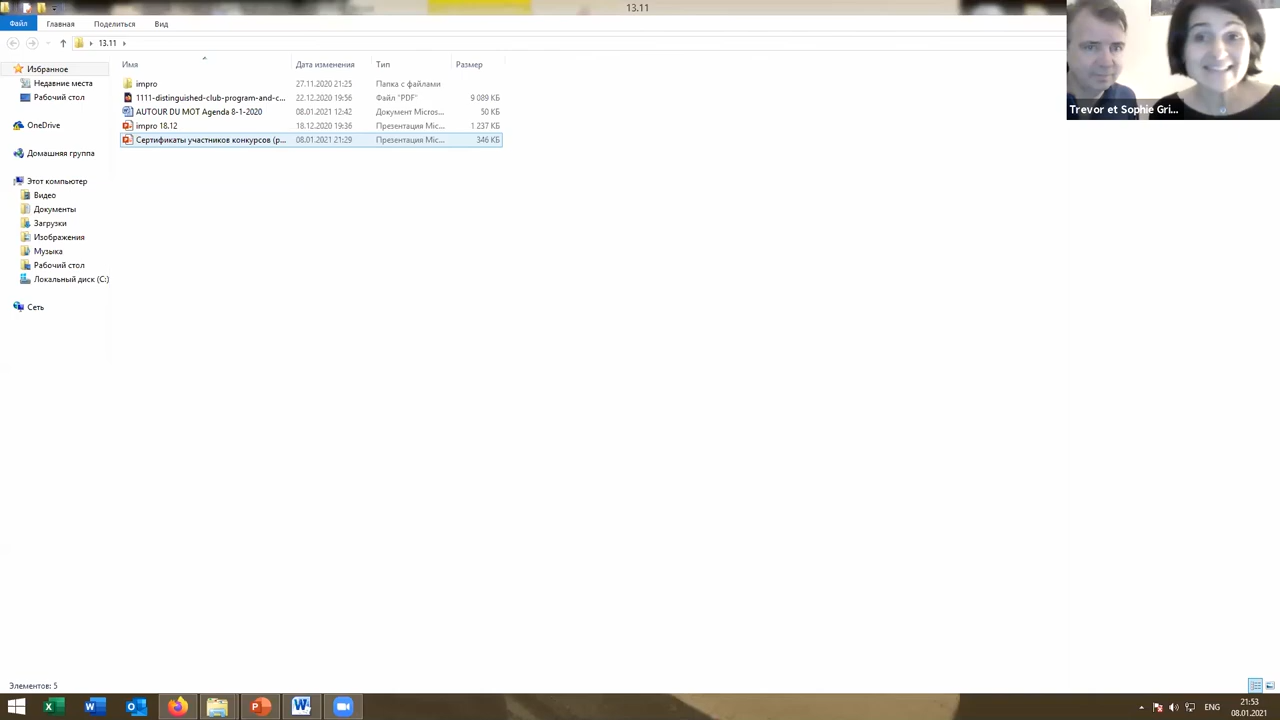 13.11
Файл Главная Поделиться Вид
13.11
Имя Дата изменения Тип Размер
Избранное
Недавние места
Рабочий стол
OneDrive
Домашняя группа
Этот компьютер
Видео
Документы
Загрузки
Изображения
Музыка
Рабочий стол
Локальный диск (C:)
Сеть
impro 27.11.2020 21:25 Папка с файлами
1111-distinguished-club-program-and-c... 22.12.2020 19:56 Файл "PDF" 9 089 КБ
AUTOUR DU MOT Agenda 8-1-2020 08.01.2021 12:42 Документ Micros... 50 КБ
impro 18.12 18.12.2020 19:36 Презентация Mic... 1 237 КБ
Сертификаты участников конкурсов (р... 08.01.2021 21:29 Презентация Mic... 346 КБ
Trevor et Sophie Gri...
Элементов: 5
ENG
21:53
08.01.2021